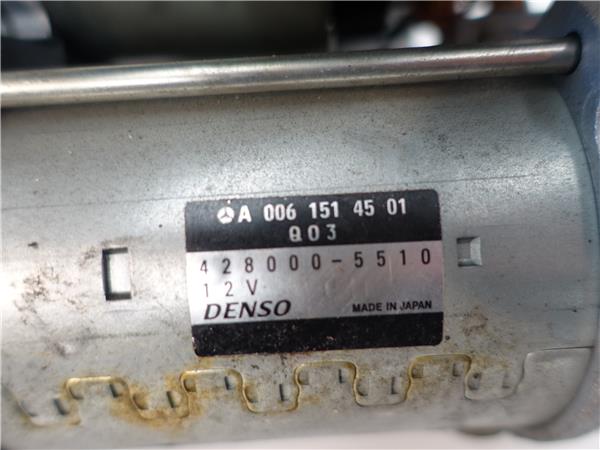 A 006 151 45 01
Q03
428000-5510
12V
DENSO MADE IN JAPAN